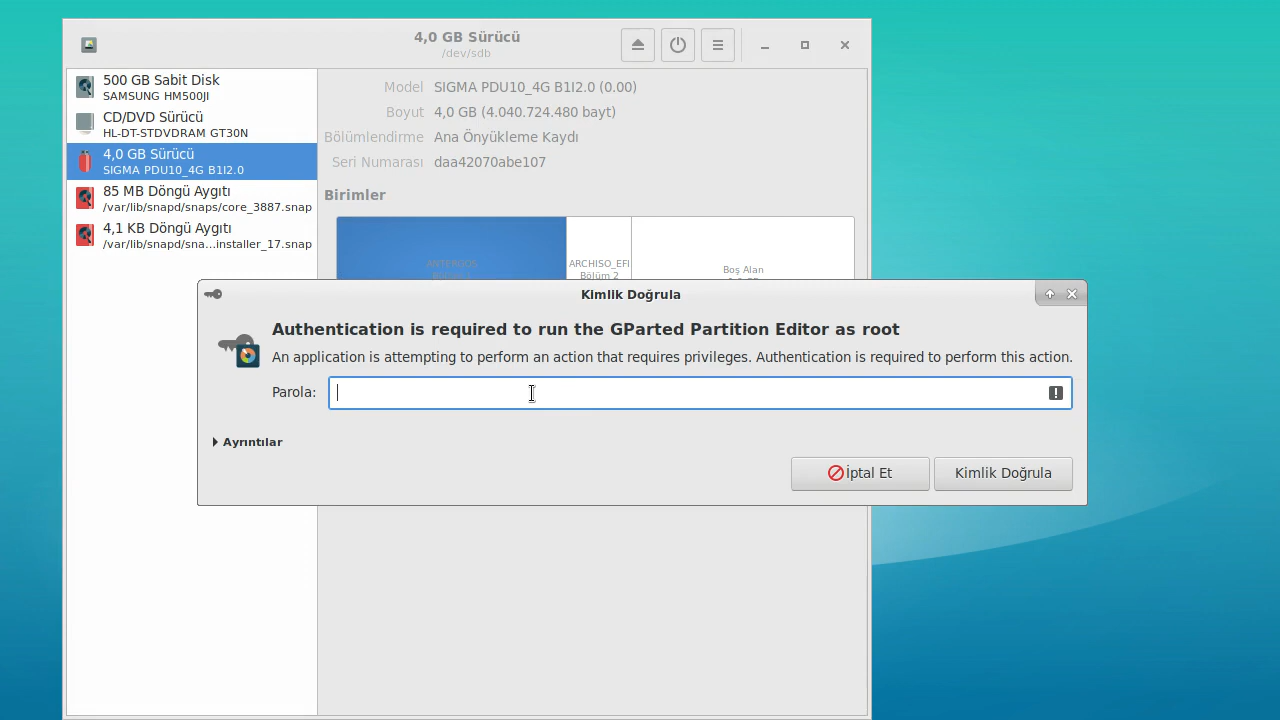 4,0 GB Sürücü
/dev/sdb
500 GB Sabit Disk
SAMSUNG HM500JI
CD/DVD Sürücü
HL-DT-STDVDRAM GT30N
4,0 GB Sürücü
SIGMA PDU10_4G B1I2.0
85 MB Döngü Aygıtı
/var/lib/snapd/snaps/core_3887.snap
4,1 KB Döngü Aygıtı
/var/lib/snapd/sna...installer_17.snap
Model SIGMA PDU10_4G B1I2.0 (0.00)
Boyut 4,0 GB (4.040.724.480 bayt)
Bölümlendirme Ana Önyükleme Kaydı
Seri Numarası daa42070abe107
Birimler
ANTERGOS
ARCHISO_EFI
Bölüm 2
Boş Alan
Kimlik Doğrula
Authentication is required to run the GParted Partition Editor as root
An application is attempting to perform an action that requires privileges. Authentication is required to perform this action.
Parola:
Ayrıntılar
İptal Et
Kimlik Doğrula